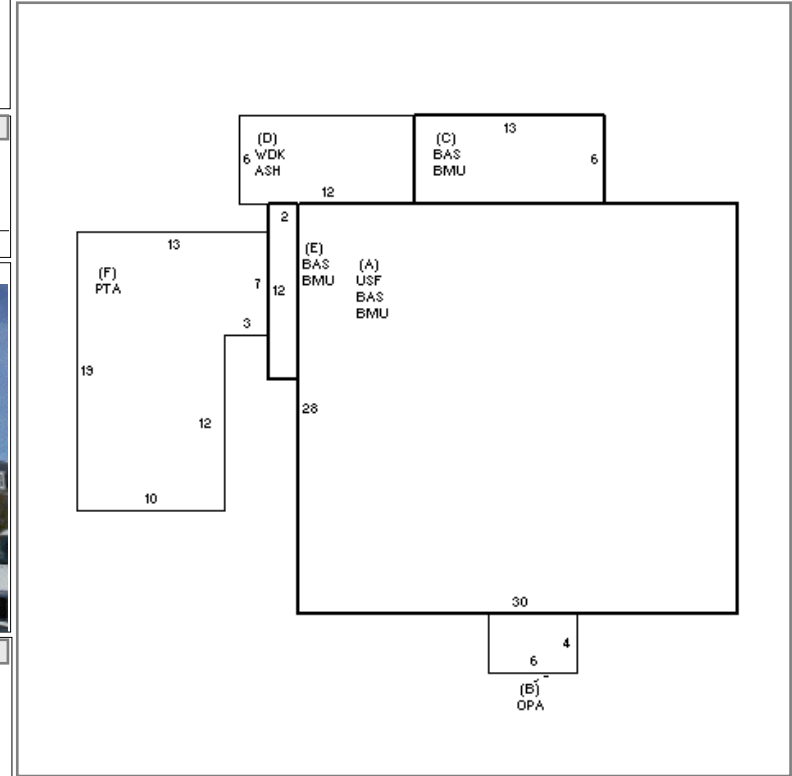 (D)
WDK
ASH
6
12
(C)
BAS
BMU
13
6
2
(E)
BAS
BMU
12
7
(A)
USF
BAS
BMU
13
(F)
PTA
3
19
12
10
28
30
4
6
(B)
OPA